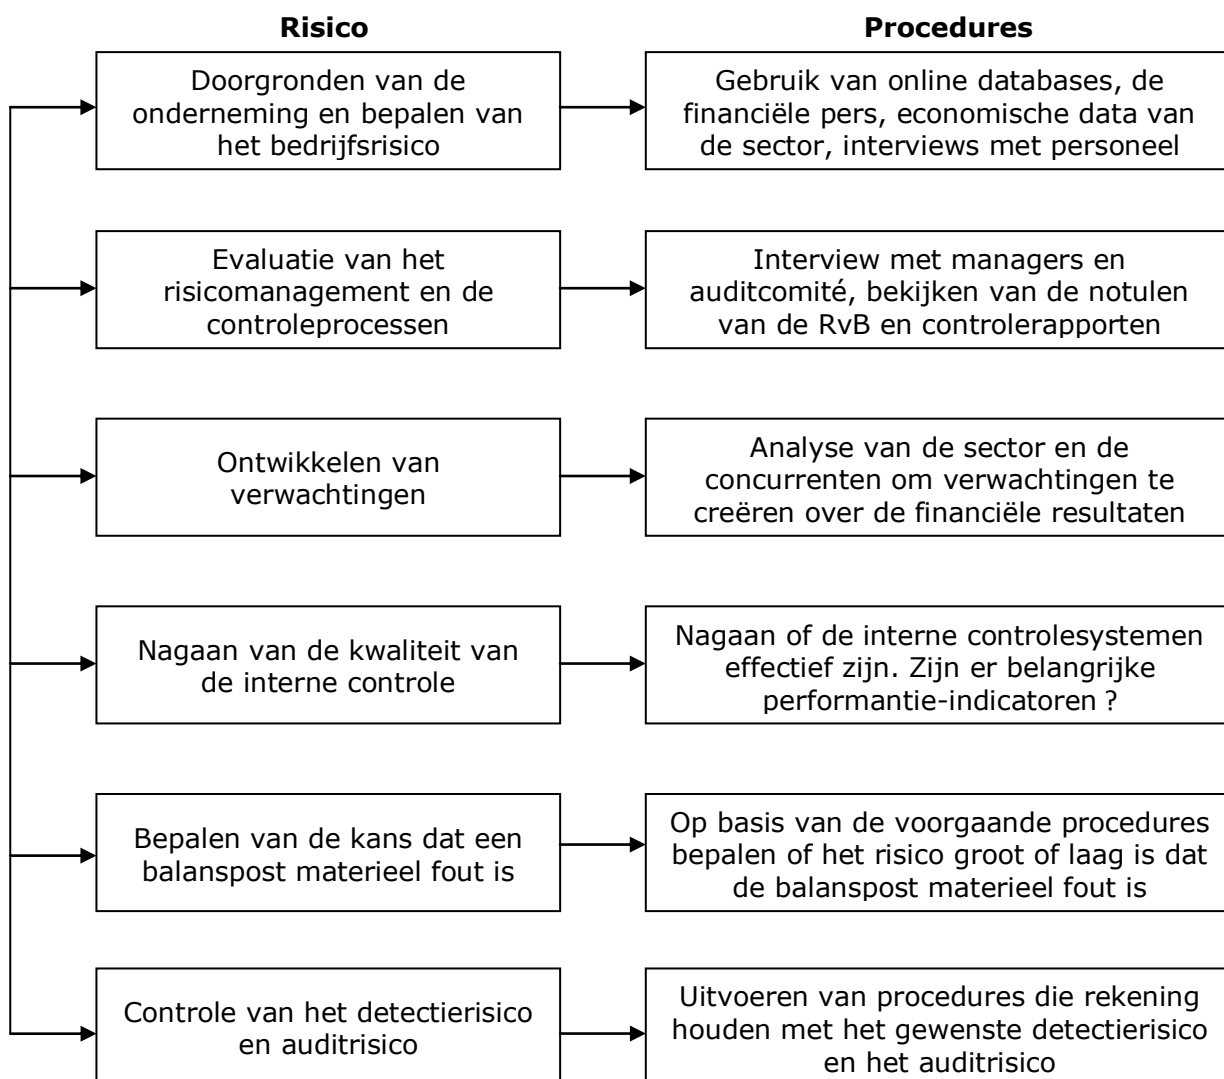 Risico
Procedures
Doorgronden van de
onderneming en bepalen van
het bedrijfsrisico
Gebruik van online databases, de
financiële pers, economische data van
de sector, interviews met personeel
Evaluatie van het
risicomanagement en de
controleprocessen
Interview met managers en
auditcomité, bekijken van de notulen
van de RvB en controlerapporten
Ontwikkelen van
verwachtingen
Analyse van de sector en de
concurrenten om verwachtingen te
creëren over de financiële resultaten
Nagaan van de kwaliteit van
de interne controle
Nagaan of de interne controlesystemen
effectief zijn. Zijn er belangrijke
performantie-indicatoren ?
Bepalen van de kans dat een
balanspost materieel fout is
Op basis van de voorgaande procedures
bepalen of het risico groot of laag is dat
de balanspost materieel fout is
Controle van het detectierisico
en auditrisico
Uitvoeren van procedures die rekening
houden met het gewenste detectierisico
en het auditrisico